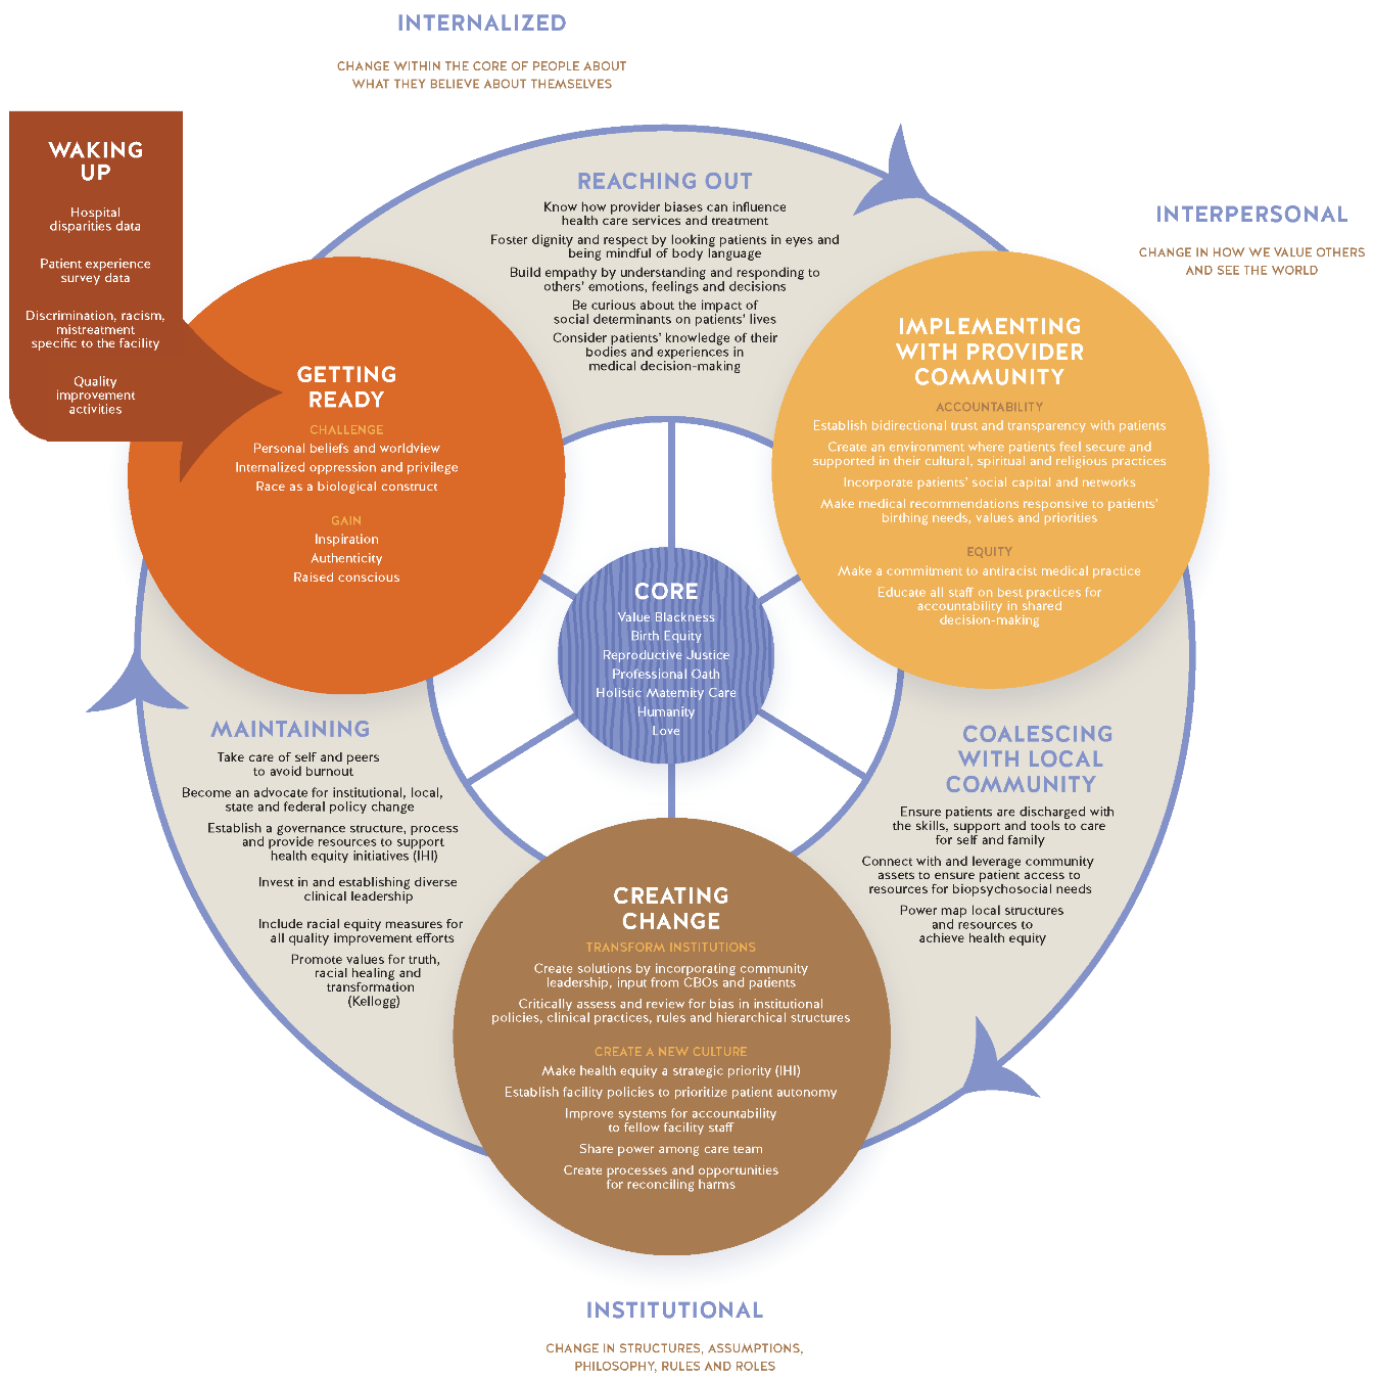 INTERNALIZED
CHANGE WITHIN THE CORE OF PEOPLE ABOUT
WHAT THEY BELIEVE ABOUT THEMSELVES
WAKING
UP
Hospital
disparities data
Patient experience
survey data
Discrimination, racism,
mistreatment
specific to the facility
Quality
improvement
activities
GETTING
READY
CHALLENGE
Personal beliefs and worldview
Internalized oppression and privilege
Race as a biological construct
GAIN
Inspiration
Authenticity
Raised conscious
REACHING OUT
Know how provider biases can influence
health care services and treatment
Foster dignity and respect by looking patients in eyes and
being mindful of body language
Build empathy by understanding and responding to
others' emotions, feelings and decisions
Be curious about the impact of
social determinants on patients' lives
Consider patients' knowledge of their
bodies and experiences in
medical decision-making
INTERPERSONAL
CHANGE IN HOW WE VALUE OTHERS
AND SEE THE WORLD
IMPLEMENTING
WITH PROVIDER
COMMUNITY
ACCOUNTABILITY
Establish bidirectional trust and transparency with patients
Create an environment where patients feel secure and
supported in their cultural, spiritual and religious practices
Incorporate patients' social capital and networks
Make medical recommendations responsive to patients'
birthing needs, values and priorities
EQUITY
Make a commitment to antiracist medical practice
Educate all staff on best practices for
accountability in shared
decision-making
CORE
Value Blackness
Birth Equity
Reproductive Justice
Professional Oath
Holistic Maternity Care
Humanity
Love
COALESCING
WITH LOCAL
COMMUNITY
Ensure patients are discharged with
the skills, support and tools to care
for self and family
Connect with and leverage community
assets to ensure patient access to
resources for biopsychosocial needs
Power map local structures
and resources to
achieve health equity
CREATING
CHANGE
TRANSFORM INSTITUTIONS
Create solutions by incorporating community
leadership, input from CBOs and patients
Critically assess and review for bias in institutional
policies, clinical practices, rules and hierarchical structures
CREATE A NEW CULTURE
Make health equity a strategic priority (IHI)
Establish facility policies to prioritize patient autonomy
Improve systems for accountability
to fellow facility staff
Share power among care team
Create processes and opportunities
for reconciling harms
MAINTAINING
Take care of self and peers
to avoid burnout
Become an advocate for institutional, local,
state and federal policy change
Establish a governance structure, process
and provide resources to support
health equity initiatives (IHI)
Invest in and establishing diverse
clinical leadership
Include racial equity measures for
all quality improvement efforts
Promote values for truth,
racial healing and
transformation
(Kellogg)
INSTITUTIONAL
CHANGE IN STRUCTURES, ASSUMPTIONS,
PHILOSOPHY, RULES AND ROLES